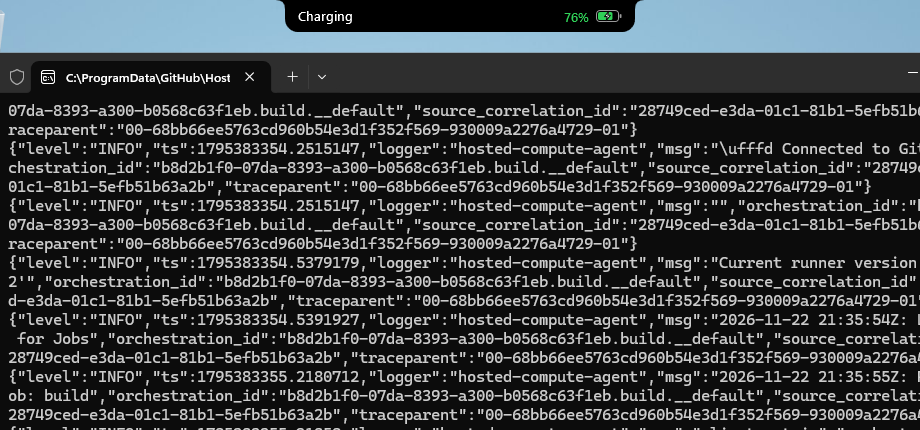 Charging
76%
C:\ProgramData\GitHub\Host
07da-8393-a300-b0568c63f1eb.build.__default","source_correlation_id":"28749ced-e3da-01c1-81b1-5efb51b6
raceparent":"00-68bb66ee5763cd960b54e3d1f352f569-930009a2276a4729-01"}
{"level":"INFO","ts":1795383354.2515147,"logger":"hosted-compute-agent","msg":"\ufffd Connected to Git
chestration_id":"b8d2b1f0-07da-8393-a300-b0568c63f1eb.build.__default","source_correlation_id":"28749c
01c1-81b1-5efb51b63a2b","traceparent":"00-68bb66ee5763cd960b54e3d1f352f569-930009a2276a4729-01"}
{"level":"INFO","ts":1795383354.2515147,"logger":"hosted-compute-agent","msg":"","orchestration_id":"b
07da-8393-a300-b0568c63f1eb.build.__default","source_correlation_id":"28749ced-e3da-01c1-81b1-5efb51b6
raceparent":"00-68bb66ee5763cd960b54e3d1f352f569-930009a2276a4729-01"}
{"level":"INFO","ts":1795383354.5379179,"logger":"hosted-compute-agent","msg":"Current runner version
2'","orchestration_id":"b8d2b1f0-07da-8393-a300-b0568c63f1eb.build.__default","source_correlation_id"
d-e3da-01c1-81b1-5efb51b63a2b","traceparent":"00-68bb66ee5763cd960b54e3d1f352f569-930009a2276a4729-01"
{"level":"INFO","ts":1795383354.5391927,"logger":"hosted-compute-agent","msg":"2026-11-22 21:35:54Z:
for Jobs","orchestration_id":"b8d2b1f0-07da-8393-a300-b0568c63f1eb.build.__default","source_correlati
28749ced-e3da-01c1-81b1-5efb51b63a2b","traceparent":"00-68bb66ee5763cd960b54e3d1f352f569-930009a2276a4
{"level":"INFO","ts":1795383355.2180712,"logger":"hosted-compute-agent","msg":"2026-11-22 21:35:55Z:
ob: build","orchestration_id":"b8d2b1f0-07da-8393-a300-b0568c63f1eb.build.__default","source_correlat
28749ced-e3da-01c1-81b1-5efb51b63a2b","traceparent":"00-68bb66ee5763cd960b54e3d1f352f569-930009a2276a4